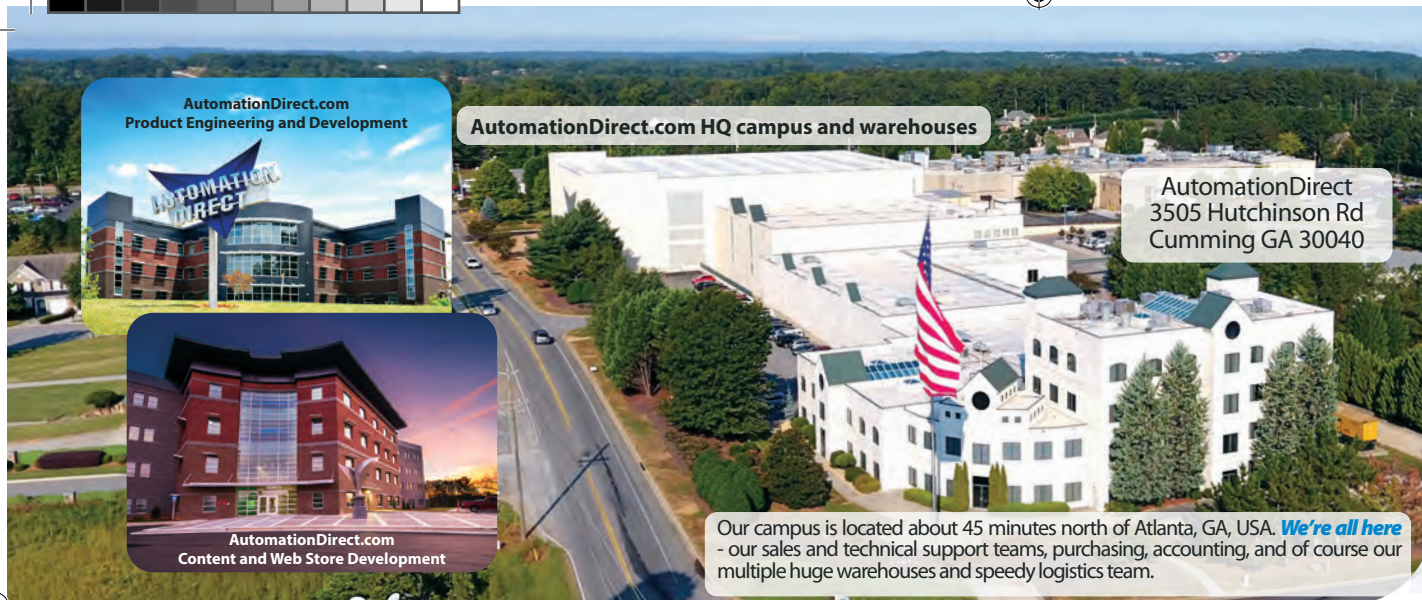 AutomationDirect.com
Product Engineering and Development
AUTOMATION
DIRECT
AutomationDirect.com HQ campus and warehouses
AutomationDirect
3505 Hutchinson Rd
Cumming GA 30040
AutomationDirect.com
Content and Web Store Development
Our campus is located about 45 minutes north of Atlanta, GA, USA. We're all here
- our sales and technical support teams, purchasing, accounting, and of course our
multiple huge warehouses and speedy logistics team.